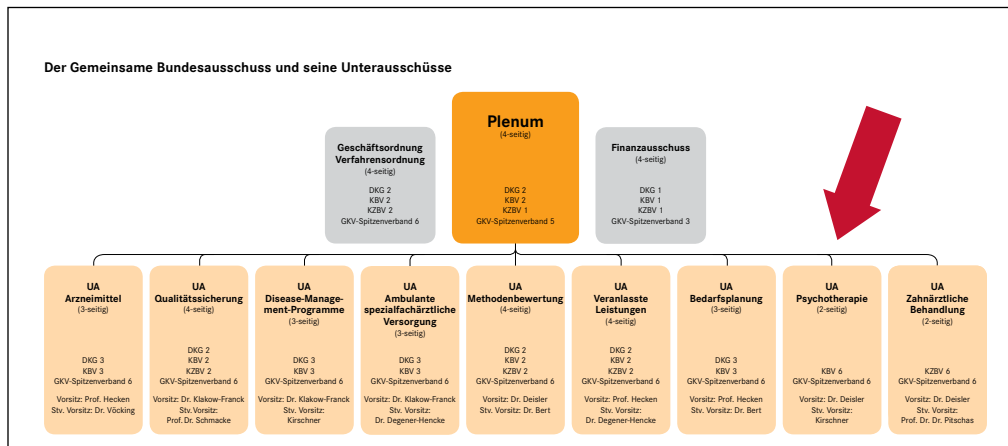 Der Gemeinsame Bundesausschuss und seine Unterausschüsse
Plenum
(4-seitig)
DKG 2
KBV 2
KZBV 1
GKV-Spitzenverband 5
Geschäftsordnung
Verfahrensordnung
(4-seitig)
DKG 2
KBV 2
KZBV 2
GKV-Spitzenverband 6
Finanzausschuss
(4-seitig)
DKG 1
KBV 1
KZBV 1
GKV-Spitzenverband 3
UA
Arzneimittel
(3-seitig)
DKG 3
KBV 3
GKV-Spitzenverband 6
Vorsitz: Prof. Hecken
Stv. Vorsitz: Dr. Vöcking
UA
Qualitätssicherung
(4-seitig)
DKG 2
KBV 2
KZBV 2
GKV-Spitzenverband 6
Vorsitz: Dr. Klakow-Franck
Stv. Vorsitz:
Prof. Dr. Schmacke
UA
Disease-Manage-
ment-Programme
(3-seitig)
DKG 3
KBV 3
GKV-Spitzenverband 6
Vorsitz: Dr. Klakow-Franck
Stv. Vorsitz:
Kirschner
UA
Ambulante
spezialfachärztliche
Versorgung
(3-seitig)
DKG 3
KBV 3
GKV-Spitzenverband 6
Vorsitz: Dr. Klakow-Franck
Stv. Vorsitz:
Dr. Degener-Hencke
UA
Methodenbewertung
(4-seitig)
DKG 2
KBV 2
KZBV 2
GKV-Spitzenverband 6
Vorsitz: Dr. Deisler
Stv. Vorsitz: Dr. Bert
UA
Veranlasste
Leistungen
(4-seitig)
DKG 2
KBV 2
KZBV 2
GKV-Spitzenverband 6
Vorsitz: Prof. Hecken
Stv. Vorsitz:
Dr. Degener-Hencke
UA
Bedarfsplanung
(3-seitig)
DKG 3
KBV 3
GKV-Spitzenverband 6
Vorsitz: Prof. Hecken
Stv. Vorsitz: Dr. Bert
UA
Psychotherapie
(2-seitig)
KBV 6
GKV-Spitzenverband 6
Vorsitz: Dr. Deisler
Stv. Vorsitz:
Kirschner
UA
Zahnärztliche
Behandlung
(2-seitig)
KZBV 6
GKV-Spitzenverband 6
Vorsitz: Dr. Deisler
Stv. Vorsitz:
Prof. Dr. Dr. Pitschas